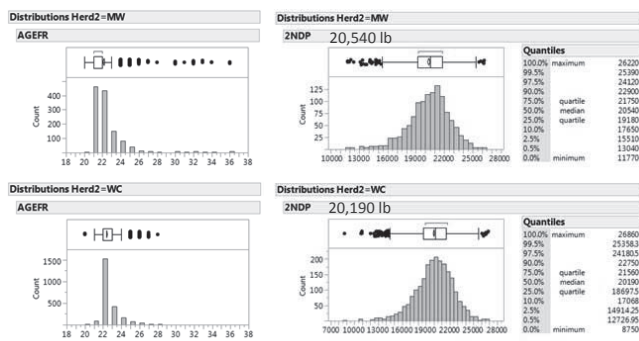 Distributions Herd2=MW
AGEFR
Count
400
300
200
100
18 20 22 24 26 28 30 32 34 36 38
Distributions Herd2=MW
2NDP 20,540 lb
Count
125
100
75
50
25
10000 13000 16000 19000 22000 25000 28000
Quantiles
100.0% maximum 26220
99.5% 25390
97.5% 24120
90.0% 22900
75.0% quartile 21750
50.0% median 20540
25.0% quartile 19180
10.0% 17650
2.5% 15510
0.5% 13040
0.0% minimum 11770
Distributions Herd2=WC
AGEFR
Count
1500
1000
500
18 20 22 24 26 28 30 32 34 36 38
Distributions Herd2=WC
2NDP 20,190 lb
Count
200
150
100
50
7000 10000 13000 16000 19000 22000 25000 28000
Quantiles
100.0% maximum 26860
99.5% 25358.3
97.5% 24180.5
90.0% 22750
75.0% quartile 21560
50.0% median 20190
25.0% quartile 18697.5
10.0% 17068
2.5% 14914.25
0.5% 12726.95
0.0% minimum 8750